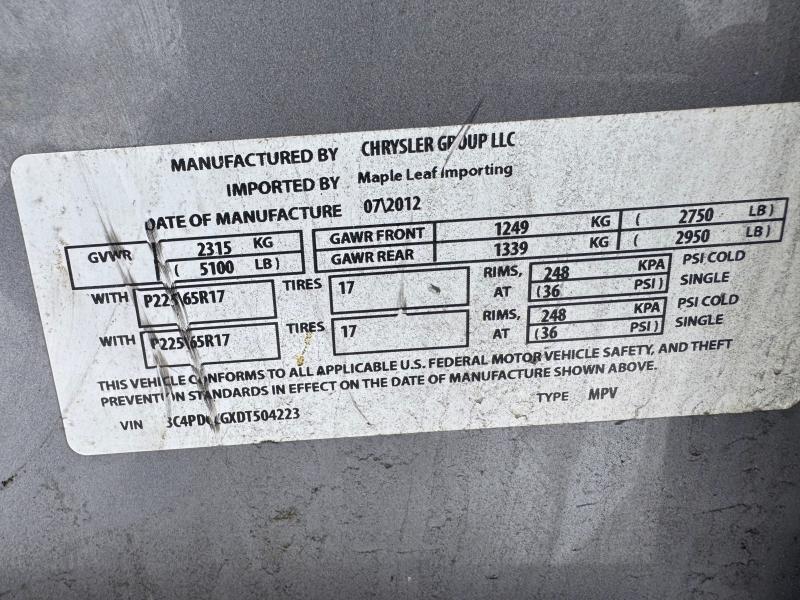 MANUFACTURED BY CHRYSLER GROUP LLC
IMPORTED BY Maple Leaf Importing
DATE OF MANUFACTURE 07\2012
GVWR 2315 KG GAWR FRONT 1249 KG ( 2750 LB )
( 5100 LB ) GAWR REAR 1339 KG ( 2950 LB )
WITH P225\65R17 TIRES 17 RIMS, 248 KPA PSI COLD
AT (36 PSI ) SINGLE
WITH P225\65R17 TIRES 17 RIMS, 248 KPA PSI COLD
AT (36 PSI ) SINGLE
THIS VEHICLE CONFORMS TO ALL APPLICABLE U.S. FEDERAL MOTOR VEHICLE SAFETY, AND THEFT
PREVENTION STANDARDS IN EFFECT ON THE DATE OF MANUFACTURE SHOWN ABOVE.
VIN TYPE MPV